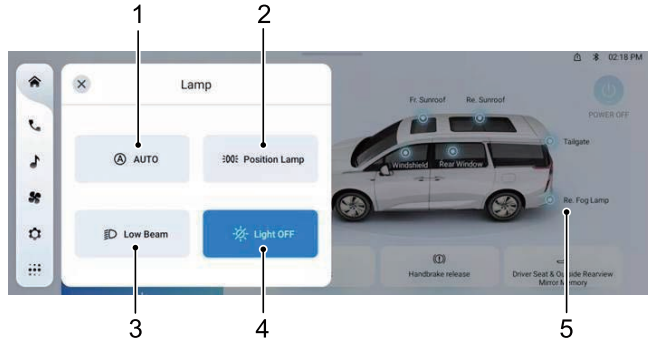 1
2
02:18 PM
Lamp
Fr. Sunroof
Re. Sunroof
POWER OFF
AUTO
Position Lamp
Windshield
Rear Window
Tailgate
Re. Fog Lamp
Low Beam
Light OFF
Handbrake release
Driver Seat & Outside Rearview
Mirror Memory
3
4
5